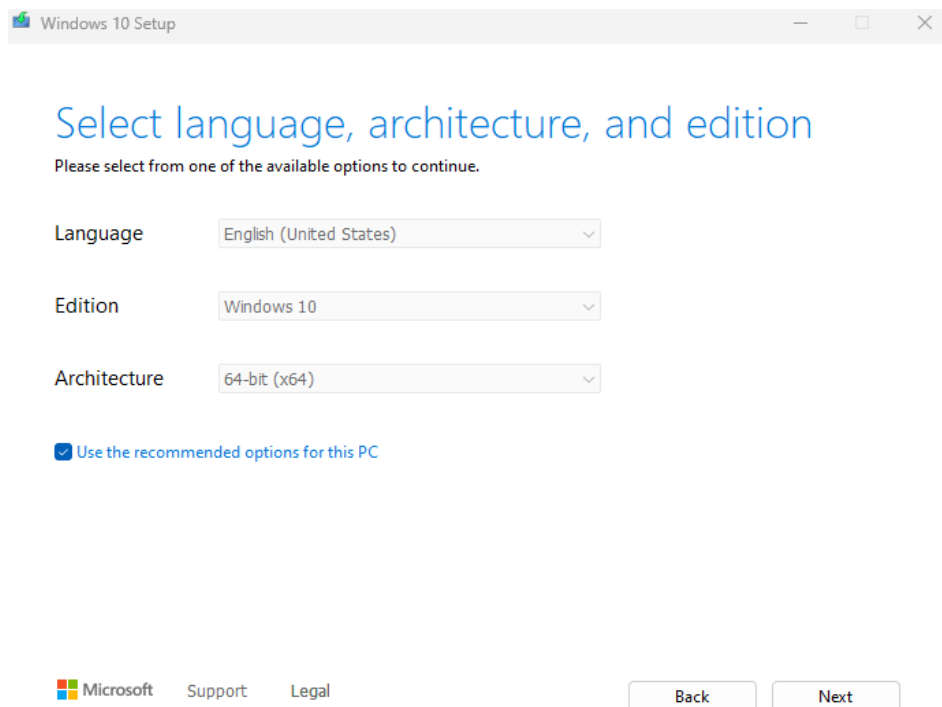 Windows 10 Setup
Select language, architecture, and edition
Please select from one of the available options to continue.
Language English (United States)
Edition Windows 10
Architecture 64-bit (x64)
Use the recommended options for this PC
Microsoft Support Legal Back Next